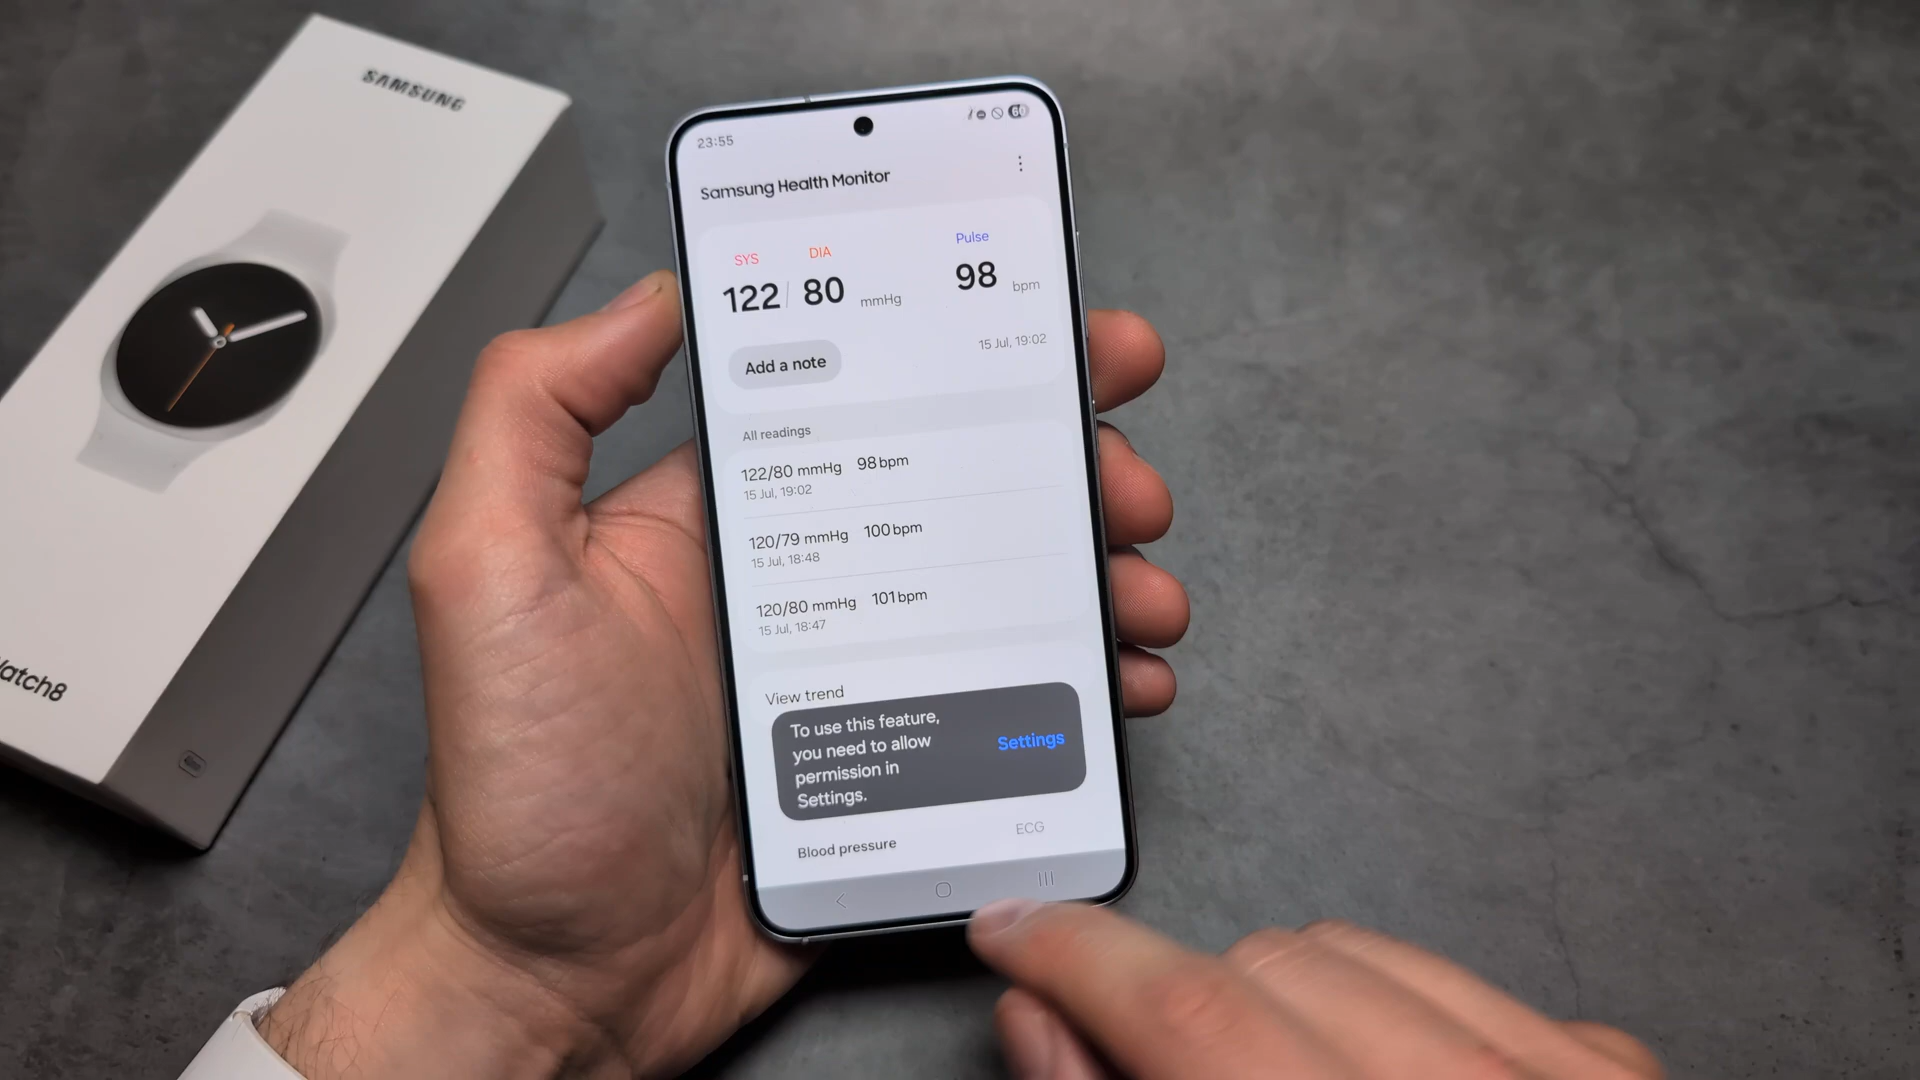 SAMSUNG
Watch8
23:55
60
Samsung Health Monitor
SYS DIA Pulse
122/80 mmHg 98 bpm
Add a note 15 Jul, 19:02
All readings
122/80 mmHg 98 bpm
15 Jul, 19:02
120/79 mmHg 100 bpm
15 Jul, 18:48
120/80 mmHg 101 bpm
15 Jul, 18:47
View trend
To use this feature,
you need to allow
permission in
Settings.
Settings
Blood pressure ECG